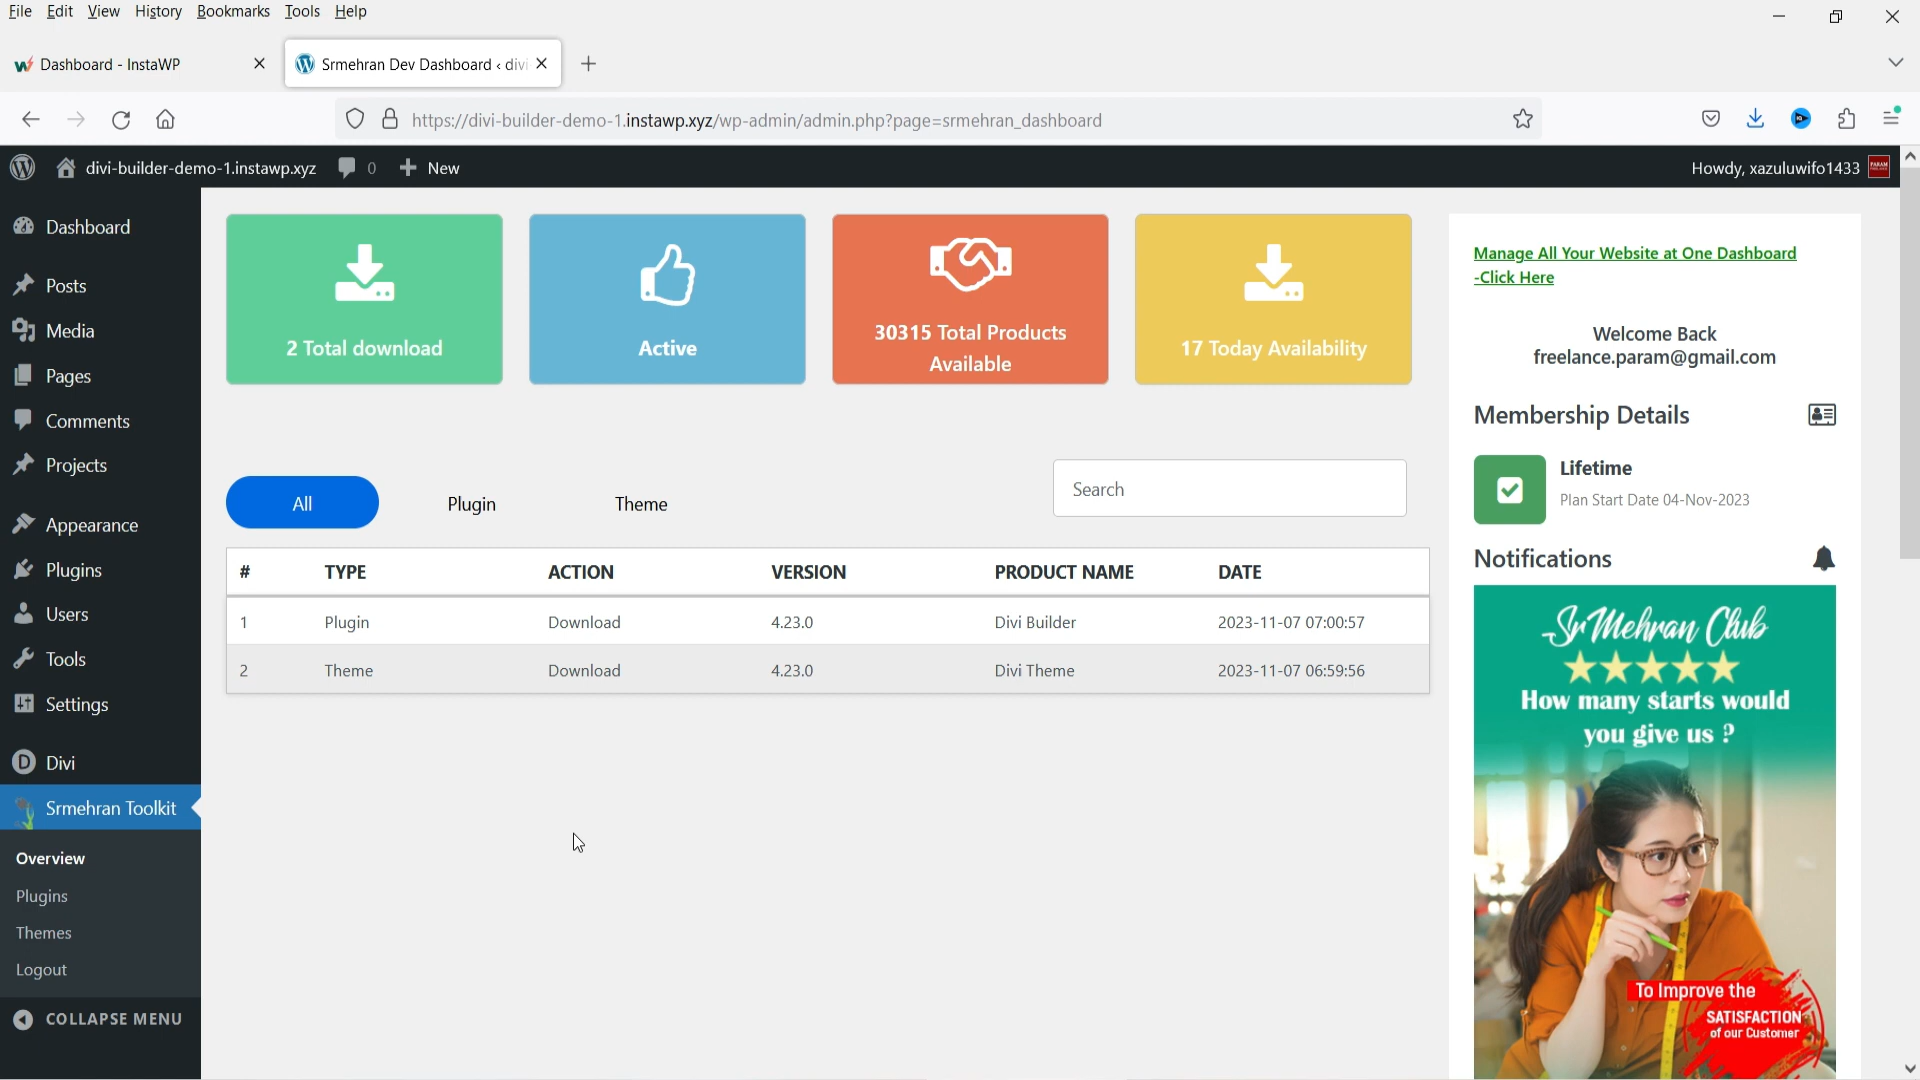 File Edit View History Bookmarks Tools Help
Dashboard - InstaWP
Srmehran Dev Dashboard ‹ divi
https://divi-builder-demo-1.instawp.xyz/wp-admin/admin.php?page=srmehran_dashboard
divi-builder-demo-1.instawp.xyz 0 New
Howdy, xazuluwifo1433
Dashboard
Posts
Media
Pages
Comments
Projects
Appearance
Plugins
Users
Tools
Settings
Divi
Srmehran Toolkit
Overview
Plugins
Themes
Logout
COLLAPSE MENU
2 Total download
Active
30315 Total Products
Available
17 Today Availability
All Plugin Theme
Search
# TYPE ACTION VERSION PRODUCT NAME DATE
1 Plugin Download 4.23.0 Divi Builder 2023-11-07 07:00:57
2 Theme Download 4.23.0 Divi Theme 2023-11-07 06:59:56
Manage All Your Website at One Dashboard
-Click Here
Welcome Back
freelance.param@gmail.com
Membership Details
Lifetime
Plan Start Date 04-Nov-2023
Notifications
SrMehran Club
How many starts would
you give us ?
To Improve the
SATISFACTION
of our Customer